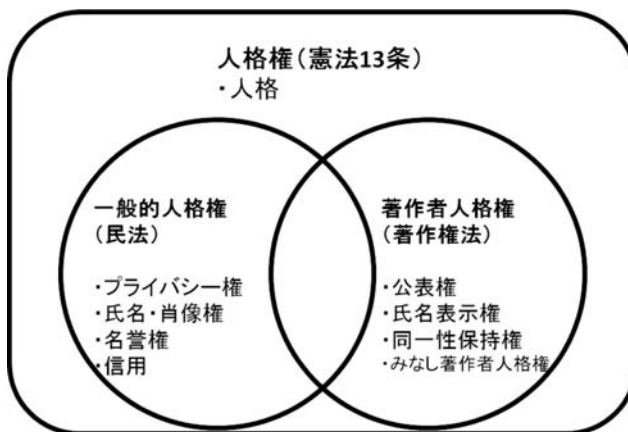 人格権(憲法13条)
・人格
一般的人格権
(民法)
・プライバシー権
・氏名・肖像権
・名誉権
・信用
著作者人格権
(著作権法)
・公表権
・氏名表示権
・同一性保持権
・みなし著作者人格権